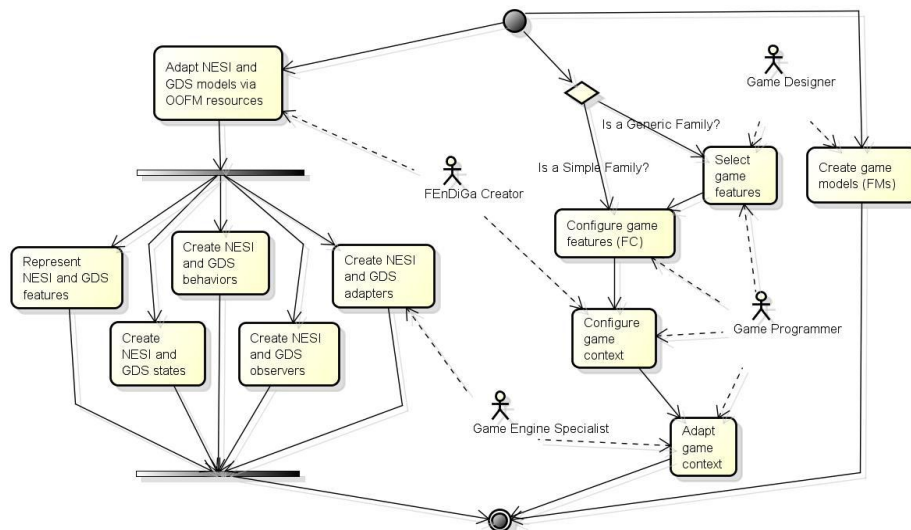 Adapt NESI and
GDS models via
OOFM resources
Game Designer
Is a Generic Family?
Is a Simple Family?
Select
game
features
Create game
models (FMs)
FEnDiGa Creator
Configure game
features (FC)
Represent
NESI and GDS
features
Create NESI
and GDS
behaviors
Create NESI
and GDS
adapters
Create
NESI and
GDS states
Create NESI
and GDS
observers
Configure
game
context
Game Programmer
Game Engine Specialist
Adapt
game
context